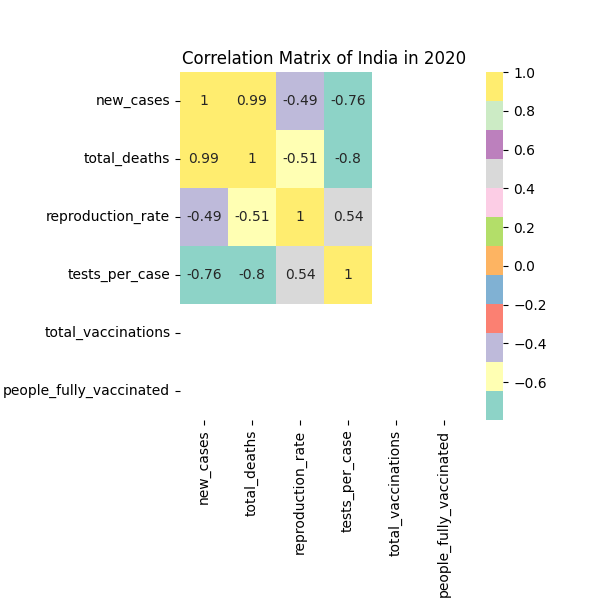 Correlation Matrix of India in 2020
new_cases 1 0.99 -0.49 -0.76
total_deaths 0.99 1 -0.51 -0.8
reproduction_rate -0.49 -0.51 1 0.54
tests_per_case -0.76 -0.8 0.54 1
total_vaccinations
people_fully_vaccinated
new_cases
total_deaths
reproduction_rate
tests_per_case
total_vaccinations
people_fully_vaccinated
1.0
0.8
0.6
0.4
0.2
0.0
−0.2
−0.4
−0.6